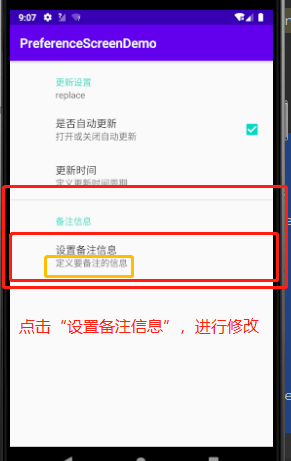 9:07
PreferenceScreenDemo
更新设置
replace
是否自动更新
打开或关闭自动更新
更新时间
定义更新时间周期
备注信息
设置备注信息
定义要备注的信息
点击“设置备注信息”，进行修改